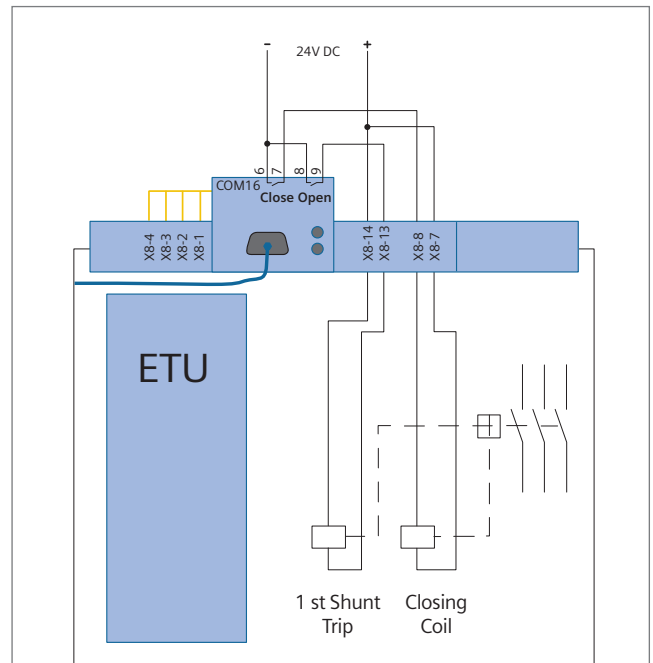 - 24V DC +
6 7 8 9
COM16
Close Open
X8-4 X8-3 X8-2 X8-1
X8-14 X8-13 X8-8 X8-7
ETU
1 st Shunt
Trip
Closing
Coil